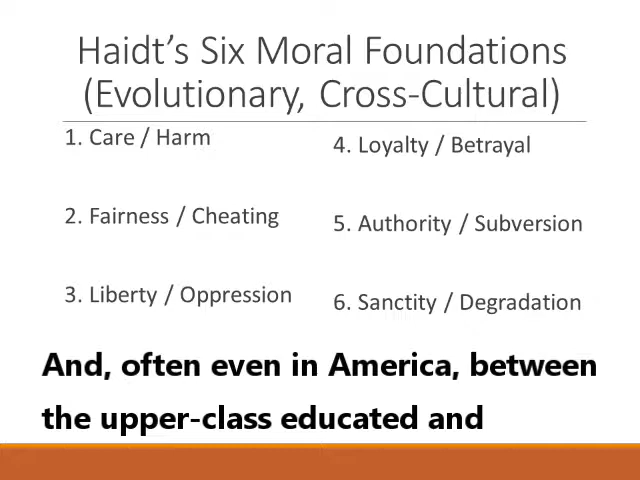 Haidt’s Six Moral Foundations
(Evolutionary, Cross-Cultural)
1. Care / Harm
2. Fairness / Cheating
3. Liberty / Oppression
4. Loyalty / Betrayal
5. Authority / Subversion
6. Sanctity / Degradation
And, often even in America, between
the upper-class educated and